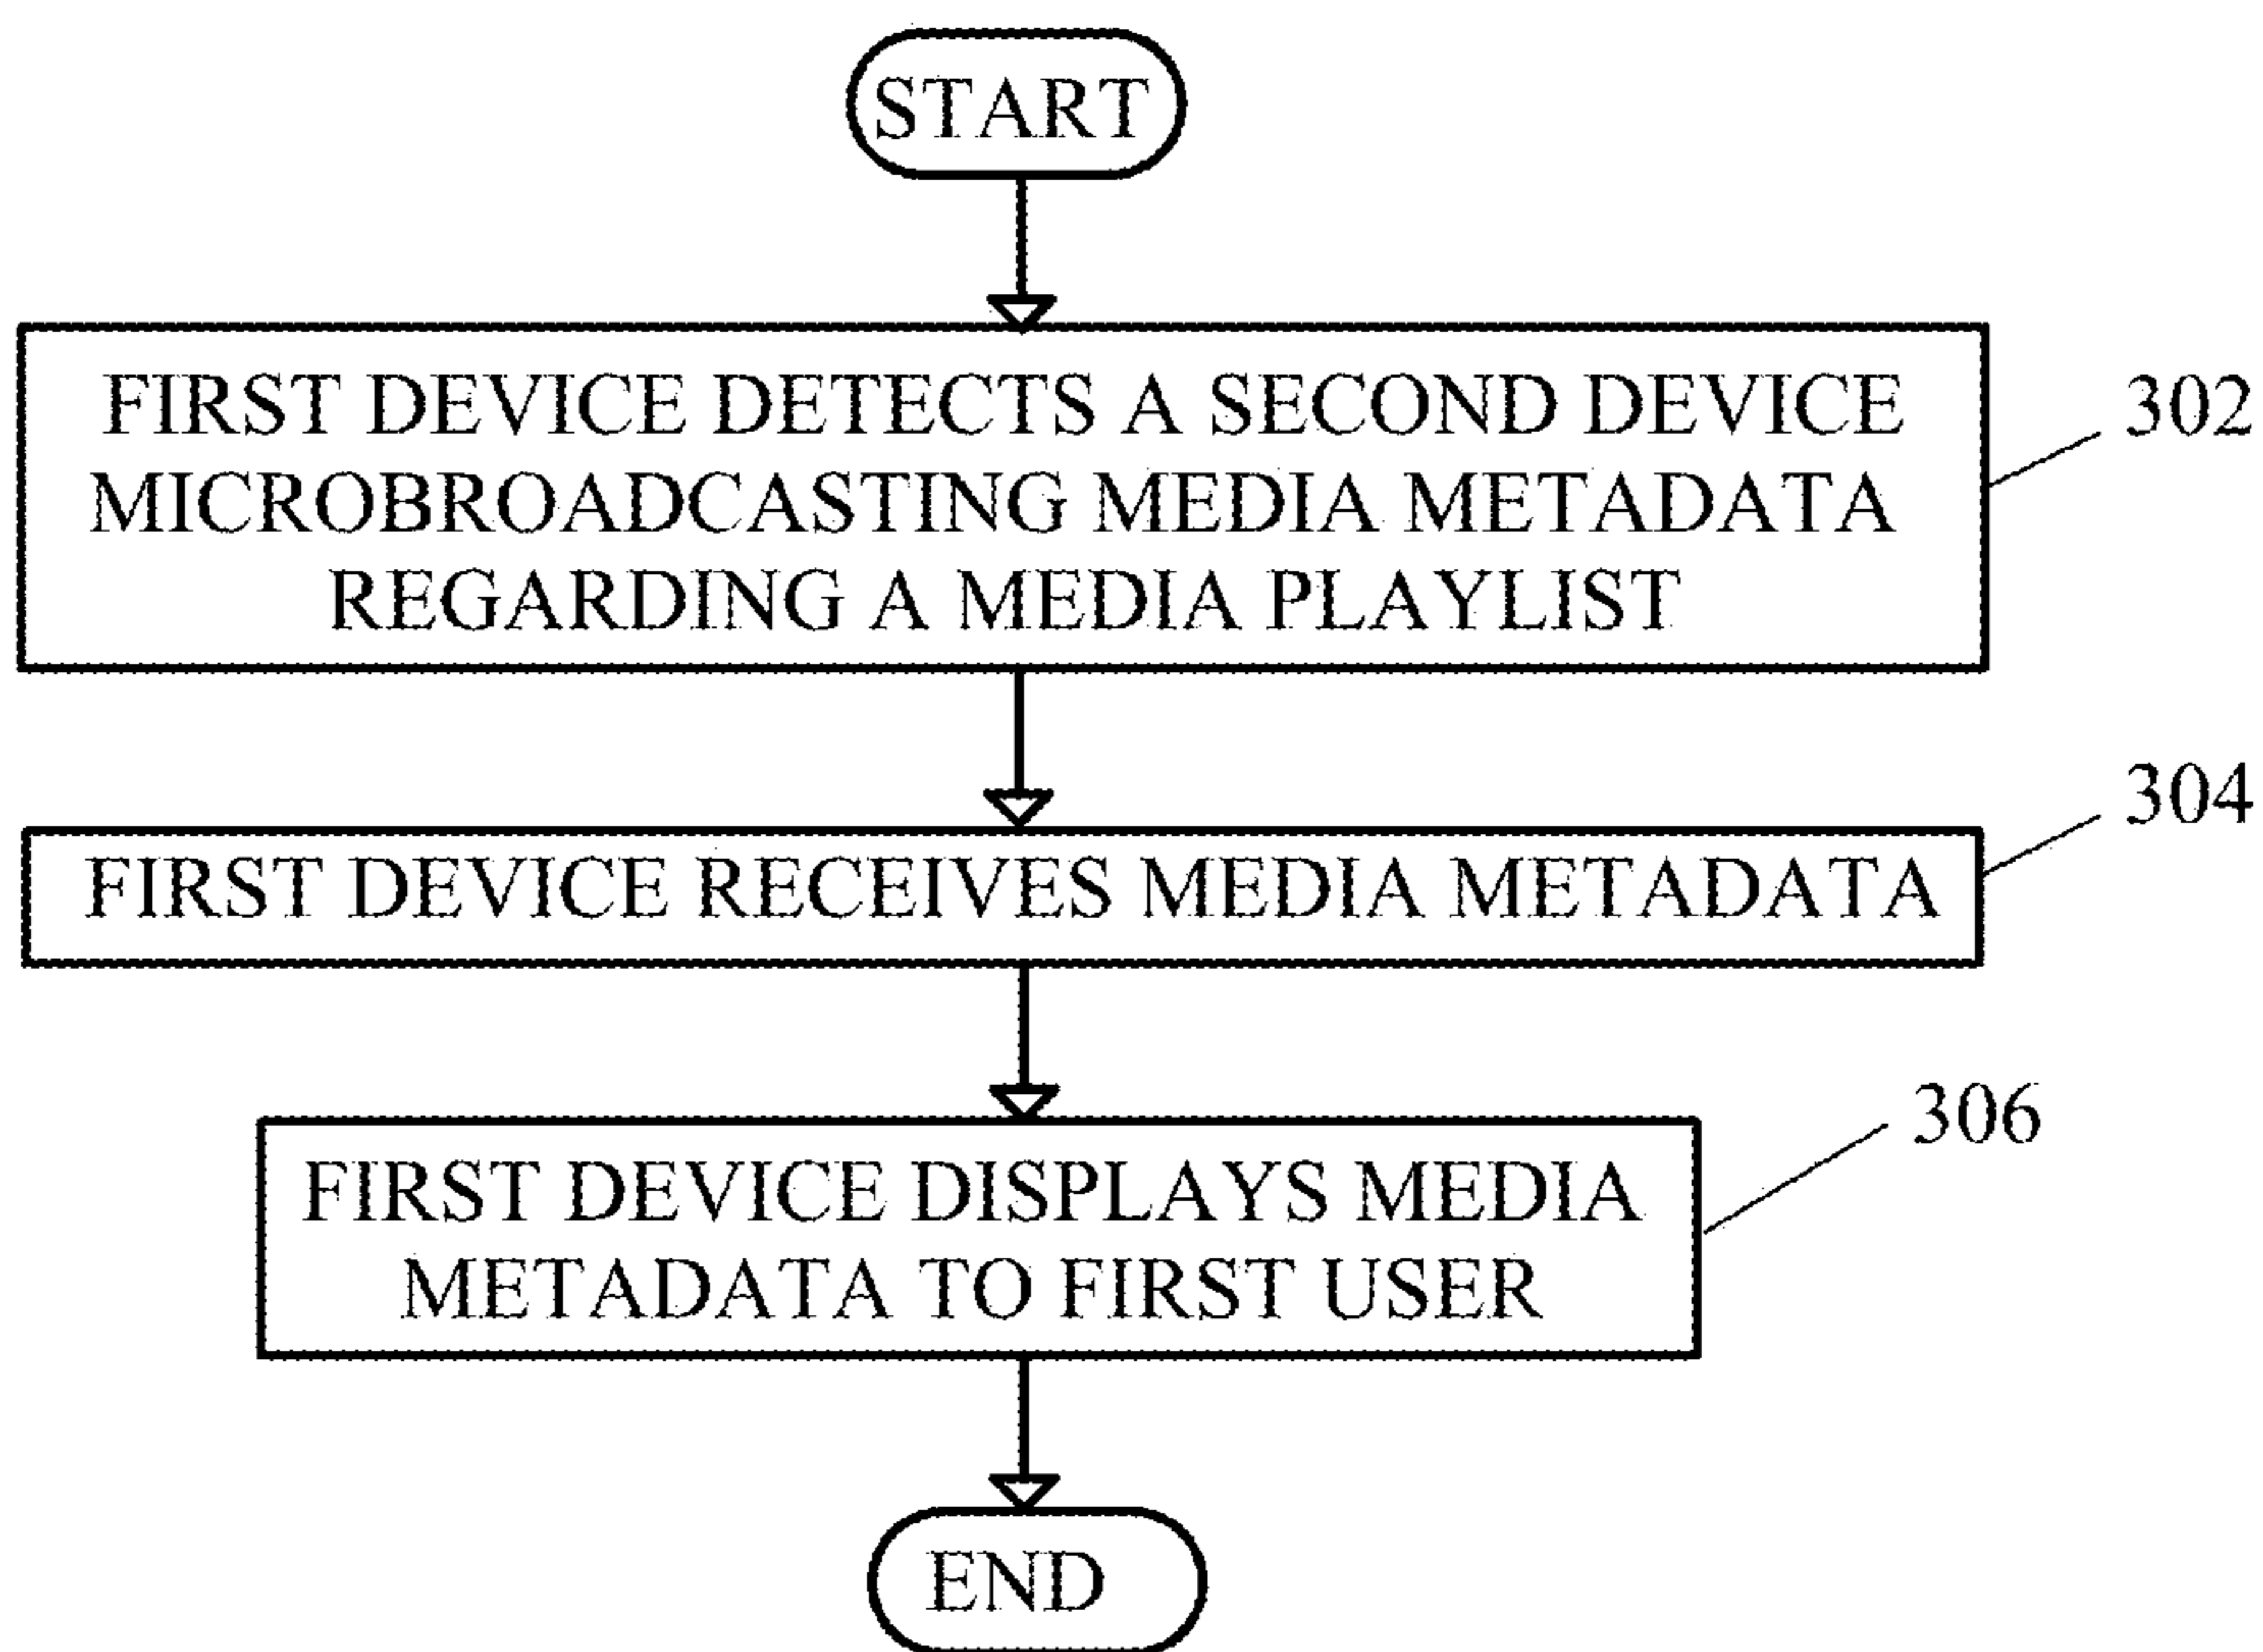 START
FIRST DEVICE DETECTS A SECOND DEVICE
MICROBROADCASTING MEDIA METADATA
REGARDING A MEDIA PLAYLIST
302
FIRST DEVICE RECEIVES MEDIA METADATA
304
FIRST DEVICE DISPLAYS MEDIA
METADATA TO FIRST USER
306
END